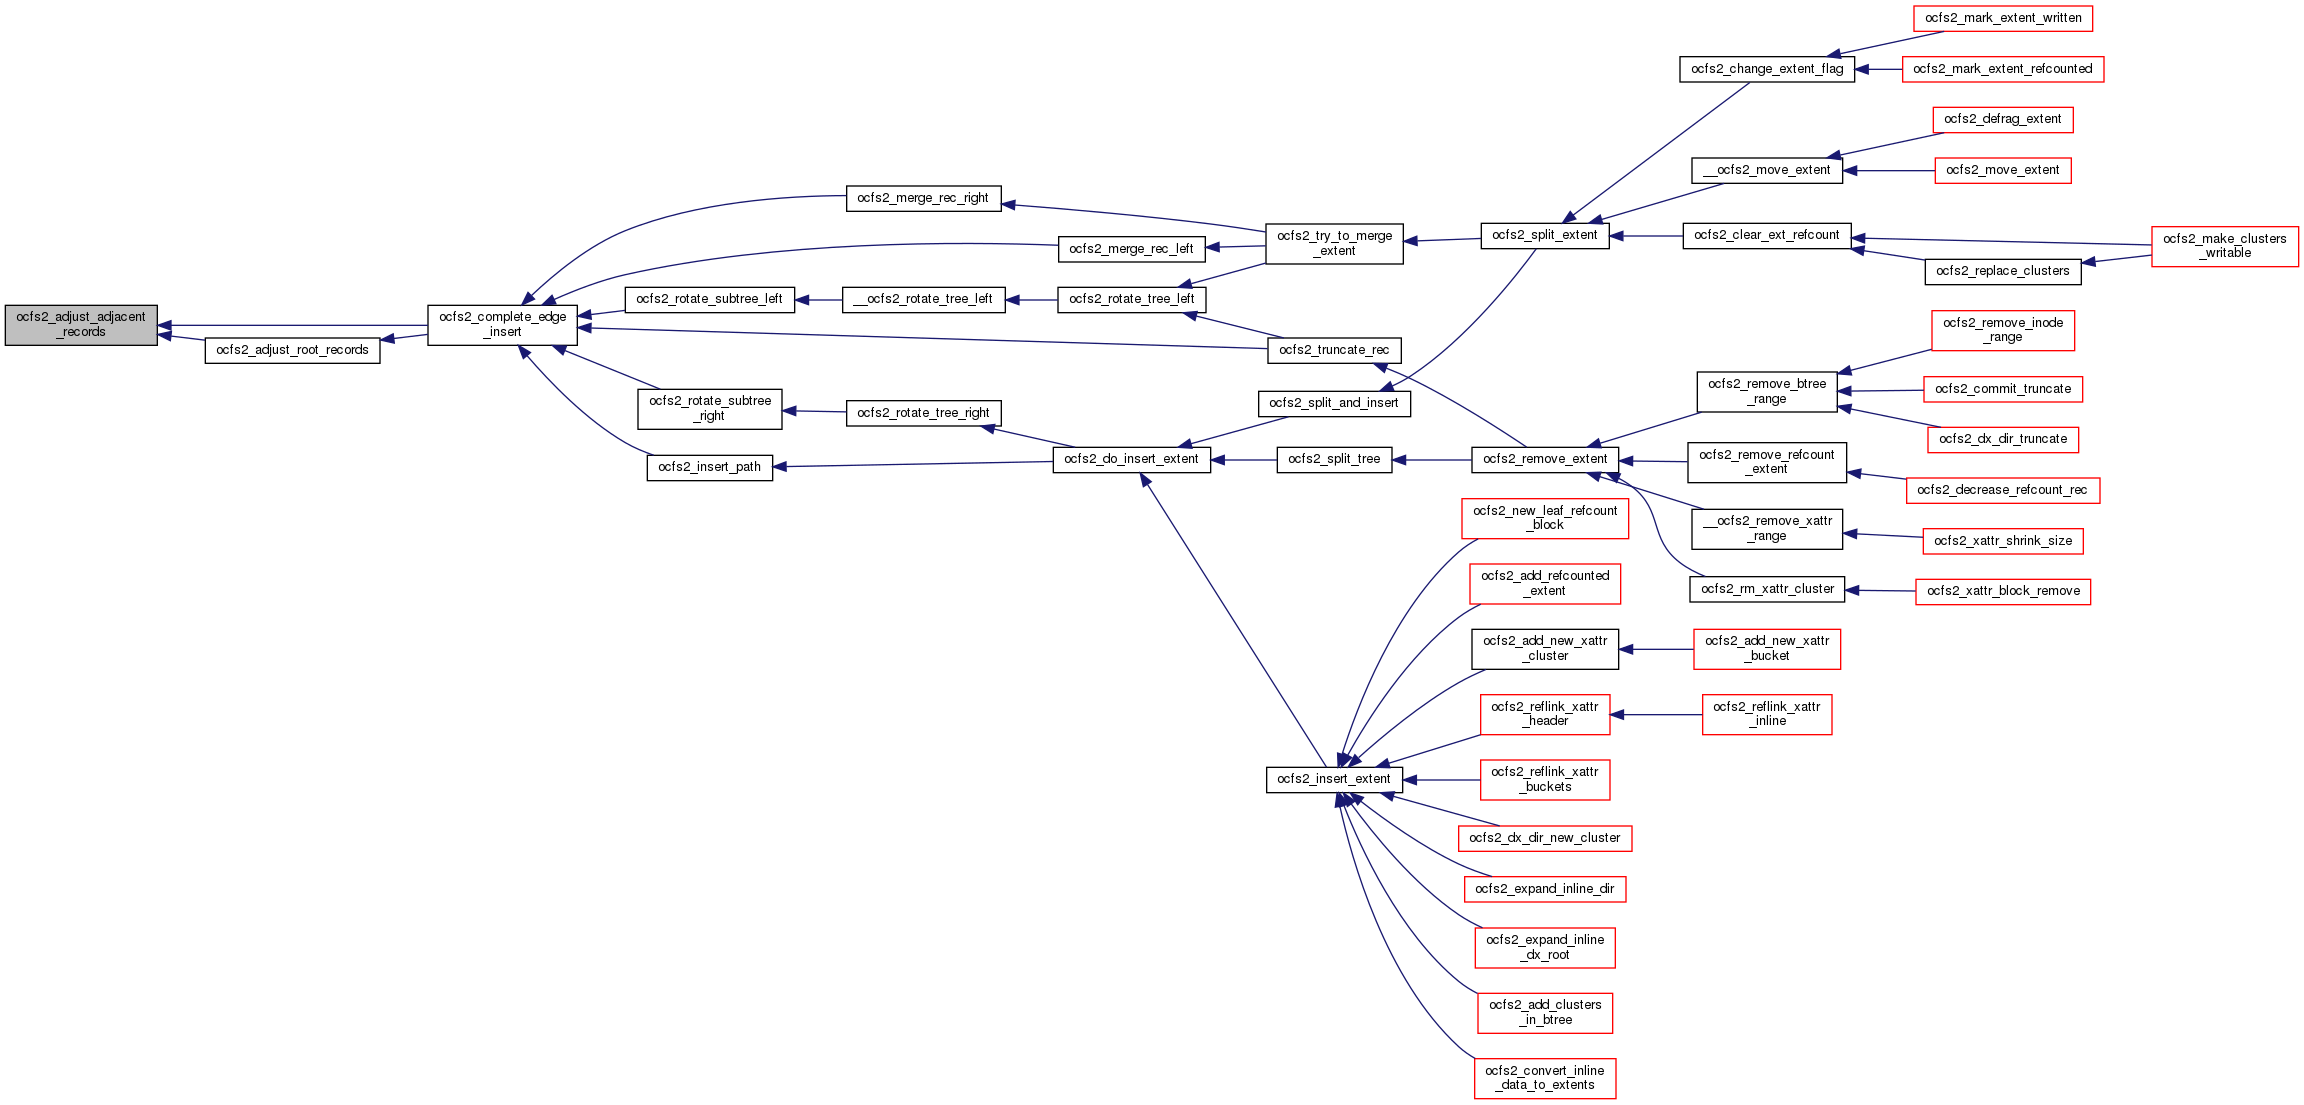 ocfs2_adjust_adjacent
_records
ocfs2_adjust_root_records
ocfs2_complete_edge
_insert
ocfs2_merge_rec_right
ocfs2_merge_rec_left
ocfs2_rotate_subtree_left
__ocfs2_rotate_tree_left
ocfs2_rotate_tree_left
ocfs2_rotate_subtree
_right
ocfs2_rotate_tree_right
ocfs2_insert_path
ocfs2_do_insert_extent
ocfs2_try_to_merge
_extent
ocfs2_truncate_rec
ocfs2_split_and_insert
ocfs2_split_tree
ocfs2_insert_extent
ocfs2_split_extent
ocfs2_remove_extent
ocfs2_new_leaf_refcount
_block
ocfs2_add_refcounted
_extent
ocfs2_add_new_xattr
_cluster
ocfs2_reflink_xattr
_header
ocfs2_reflink_xattr
_buckets
ocfs2_dx_dir_new_cluster
ocfs2_expand_inline_dir
ocfs2_expand_inline
_dx_root
ocfs2_add_clusters
_in_btree
ocfs2_convert_inline
_data_to_extents
ocfs2_change_extent_flag
__ocfs2_move_extent
ocfs2_clear_ext_refcount
ocfs2_remove_btree
_range
ocfs2_remove_refcount
_extent
__ocfs2_remove_xattr
_range
ocfs2_rm_xattr_cluster
ocfs2_add_new_xattr
_bucket
ocfs2_reflink_xattr
_inline
ocfs2_mark_extent_written
ocfs2_mark_extent_refcounted
ocfs2_defrag_extent
ocfs2_move_extent
ocfs2_replace_clusters
ocfs2_make_clusters
_writable
ocfs2_remove_inode
_range
ocfs2_commit_truncate
ocfs2_dx_dir_truncate
ocfs2_decrease_refcount_rec
ocfs2_xattr_shrink_size
ocfs2_xattr_block_remove